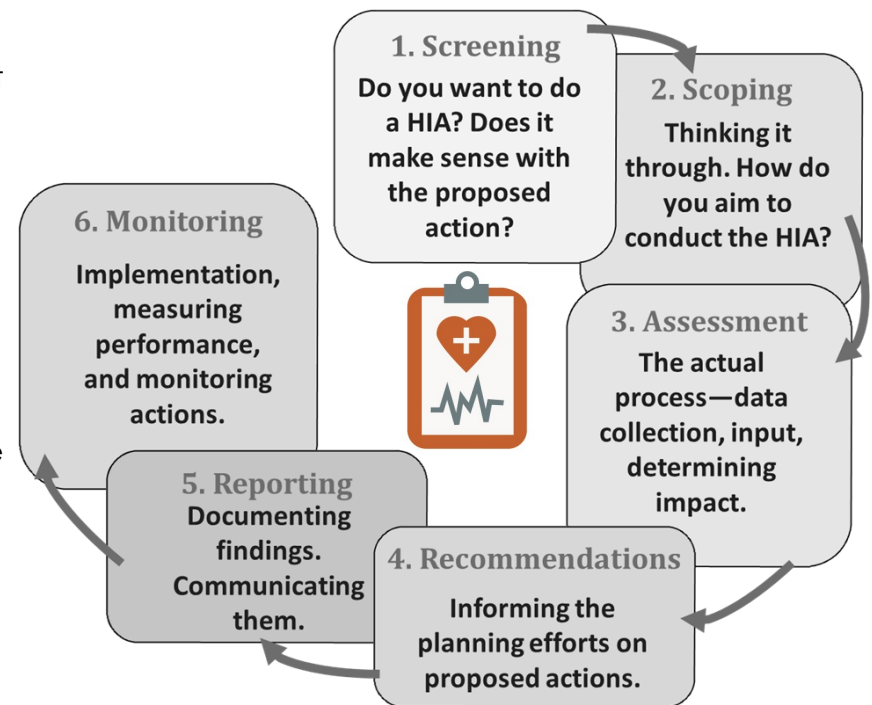 1. Screening
Do you want to do
a HIA? Does it
make sense with
the proposed
action?
2. Scoping
Thinking it
through. How do
you aim to
conduct the HIA?
3. Assessment
The actual
process—data
collection, input,
determining
impact.
4. Recommendations
Informing the
planning efforts on
proposed actions.
5. Reporting
Documenting
findings.
Communicating
them.
6. Monitoring
Implementation,
measuring
performance,
and monitoring
actions.